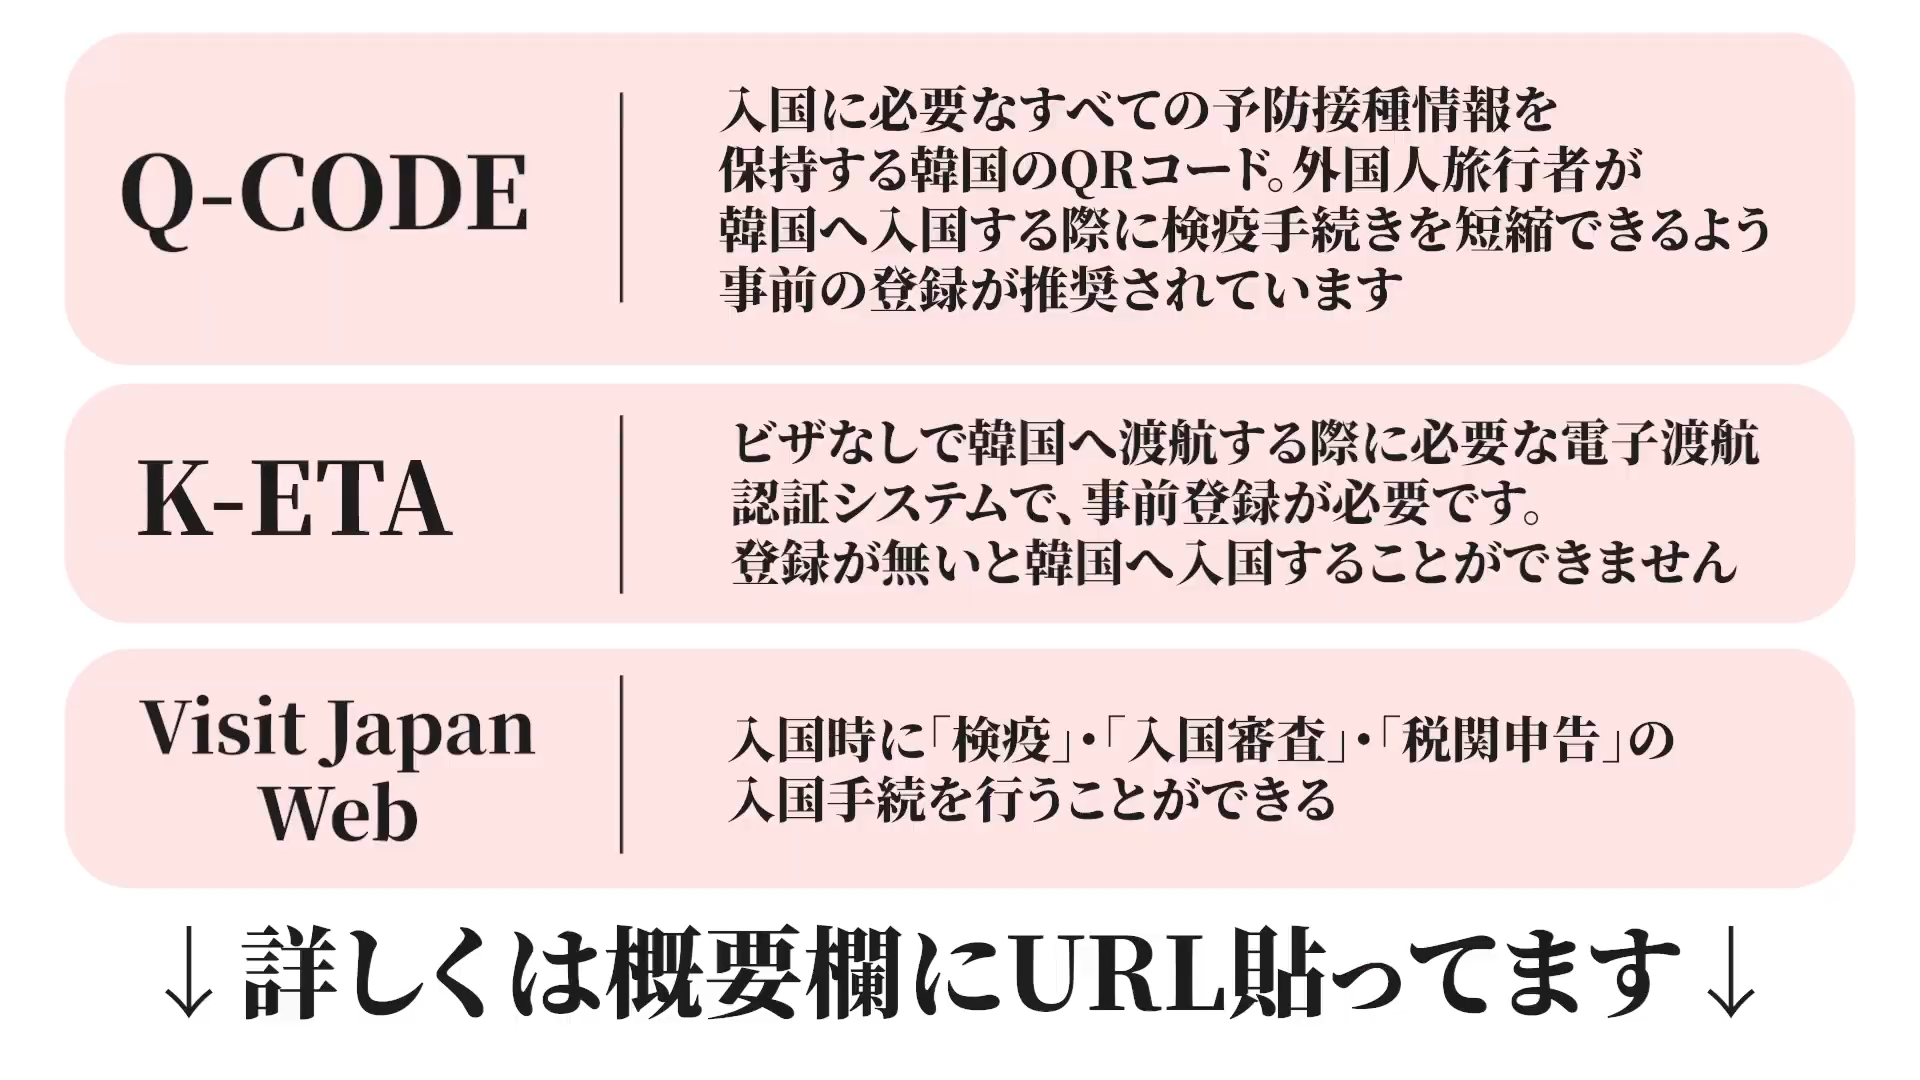 Q-CODE
入国に必要なすべての予防接種情報を
保持する韓国のQRコード。外国人旅行者が
韓国へ入国する際に検疫手続きを短縮できるよう
事前の登録が推奨されています
K-ETA
ビザなしで韓国へ渡航する際に必要な電子渡航
認証システムで、事前登録が必要です。
登録が無いと韓国へ入国することができません
Visit Japan
Web
入国時に「検疫」・「入国審査」・「税関申告」の
入国手続を行うことができる
↓詳しくは概要欄にURL貼ってます↓